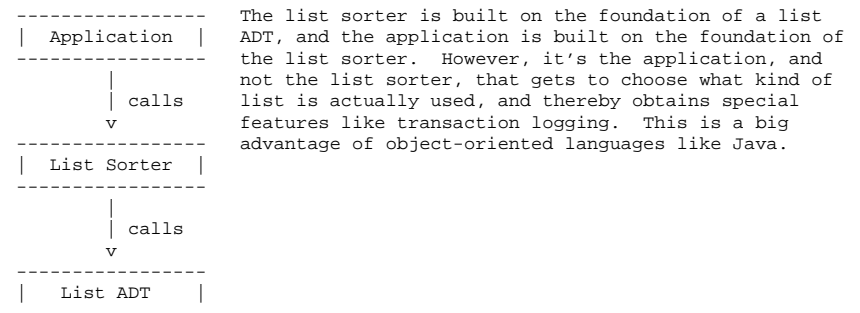 -----------------   The list sorter is built on the foundation of a list
|  Application  |   ADT, and the application is built on the foundation of
-----------------   the list sorter.  However, it's the application, and
        |           not the list sorter, that gets to choose what kind of
        | calls     list is actually used, and thereby obtains special
        v           features like transaction logging.  This is a big
-----------------   advantage of object-oriented languages like Java.
|  List Sorter  |
-----------------
        |
        | calls
        v
-----------------
|   List ADT    |